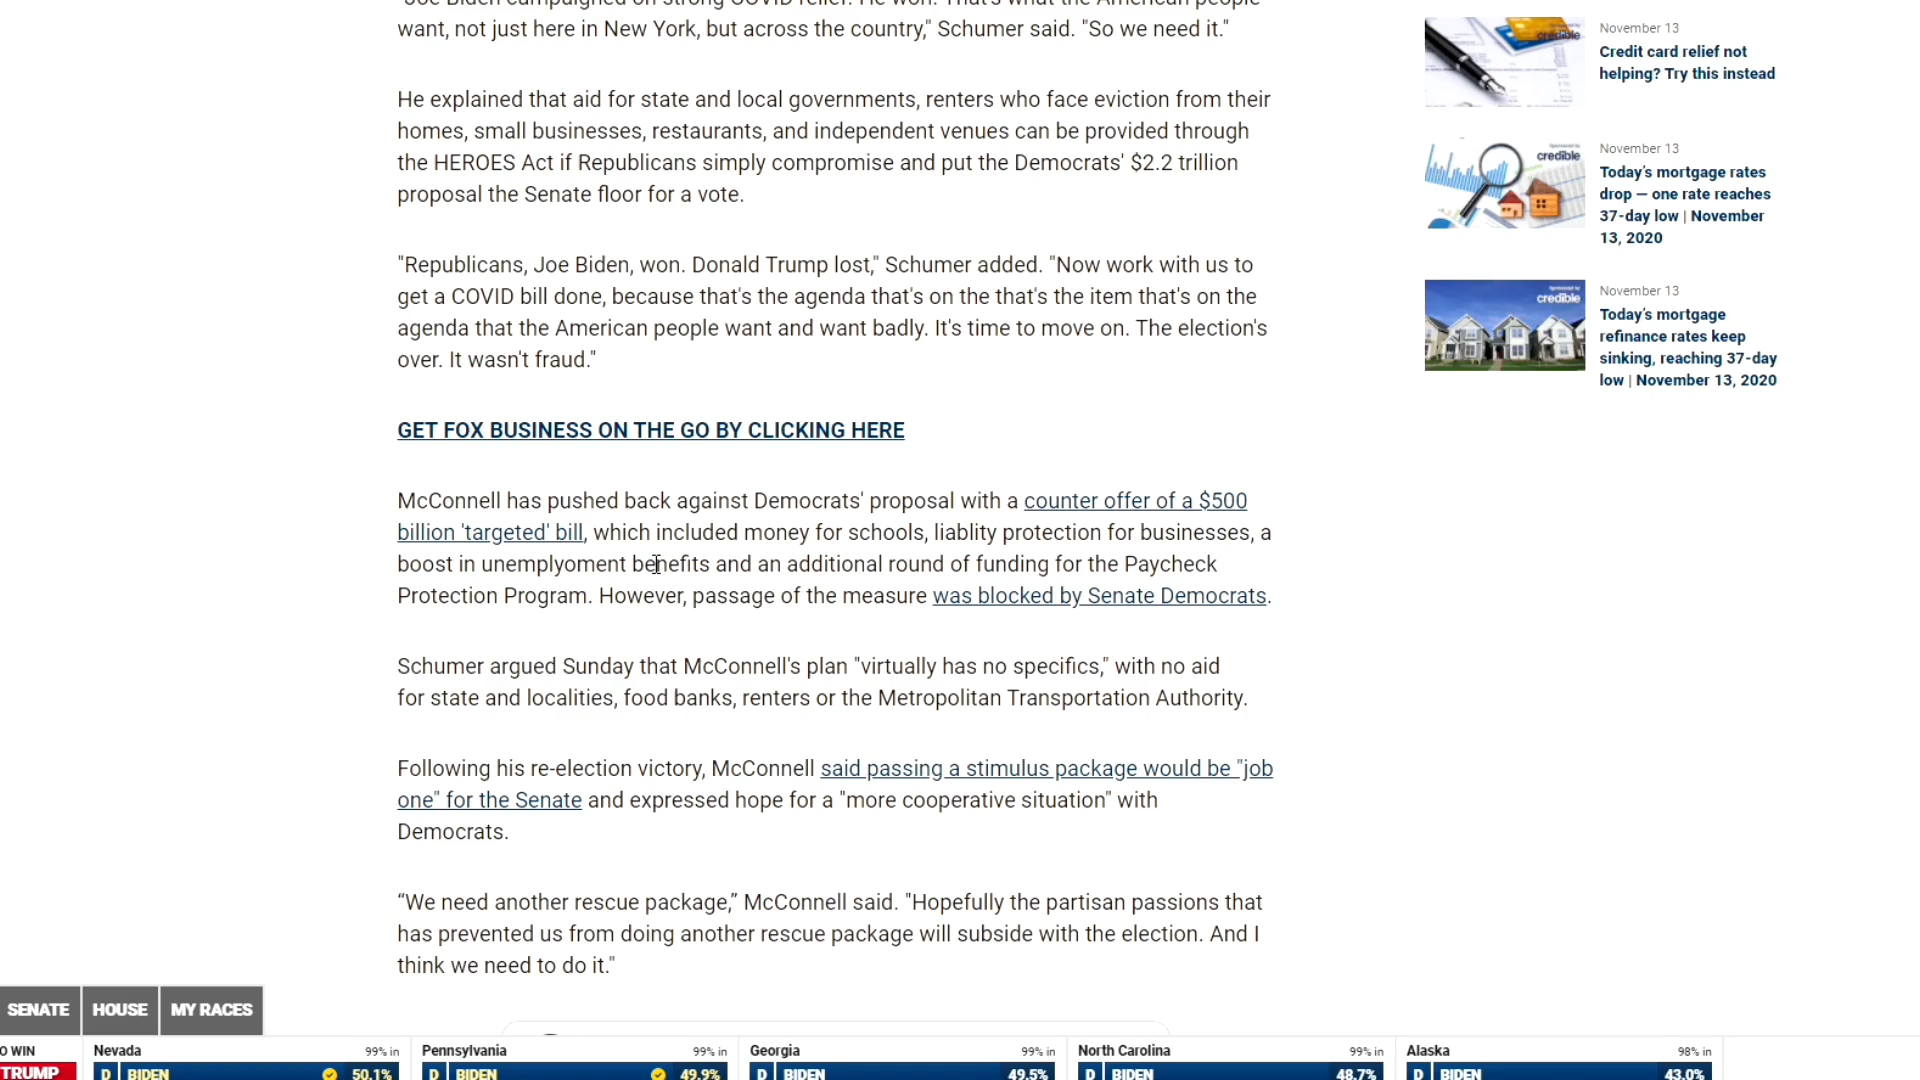 "Joe Biden campaigned on strong COVID relief. He won. That's what the American people
want, not just here in New York, but across the country," Schumer said. "So we need it."
He explained that aid for state and local governments, renters who face eviction from their
homes, small businesses, restaurants, and independent venues can be provided through
the HEROES Act if Republicans simply compromise and put the Democrats' $2.2 trillion
proposal the Senate floor for a vote.
"Republicans, Joe Biden, won. Donald Trump lost," Schumer added. "Now work with us to
get a COVID bill done, because that's the agenda that's on the that's the item that's on the
agenda that the American people want and want badly. It's time to move on. The election's
over. It wasn't fraud."
GET FOX BUSINESS ON THE GO BY CLICKING HERE
McConnell has pushed back against Democrats' proposal with a counter offer of a $500
billion 'targeted' bill, which included money for schools, liablity protection for businesses, a
boost in unemplyoment benefits and an additional round of funding for the Paycheck
Protection Program. However, passage of the measure was blocked by Senate Democrats.
Schumer argued Sunday that McConnell's plan "virtually has no specifics," with no aid
for state and localities, food banks, renters or the Metropolitan Transportation Authority.
Following his re-election victory, McConnell said passing a stimulus package would be "job
one" for the Senate and expressed hope for a "more cooperative situation" with
Democrats.
“We need another rescue package,” McConnell said. "Hopefully the partisan passions that
has prevented us from doing another rescue package will subside with the election. And I
think we need to do it."
credible
November 13
Credit card relief not
helping? Try this instead
credible
November 13
Today’s mortgage rates
drop — one rate reaches
37-day low | November
13, 2020
credible
November 13
Today’s mortgage
refinance rates keep
sinking, reaching 37-day
low | November 13, 2020
SENATE HOUSE MY RACES
O WIN
TRUMP
Nevada 99% in
D BIDEN 50.1%
Pennsylvania 99% in
D BIDEN 49.9%
Georgia 99% in
D BIDEN 49.5%
North Carolina 99% in
D BIDEN 48.7%
Alaska 98% in
D BIDEN 43.0%